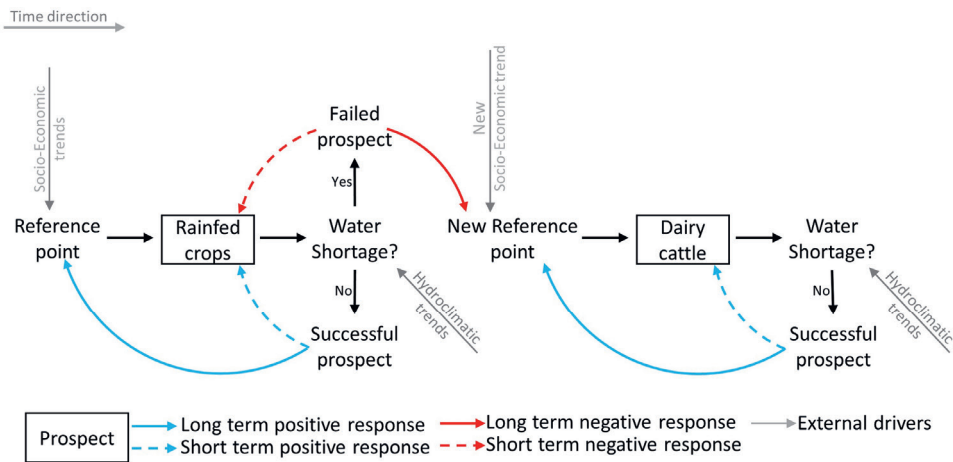 Time direction
Socio-Economic
trends
New
Socio-Economic trend
Failed
prospect
Yes
Reference
point
Rainfed
crops
Water
Shortage?
New Reference
point
Dairy
cattle
Water
Shortage?
No
Hydroclimatic
trends
No
Hydroclimatic
trends
Successful
prospect
Successful
prospect
Prospect
Long term positive response
Short term positive response
Long term negative response
Short term negative response
External drivers